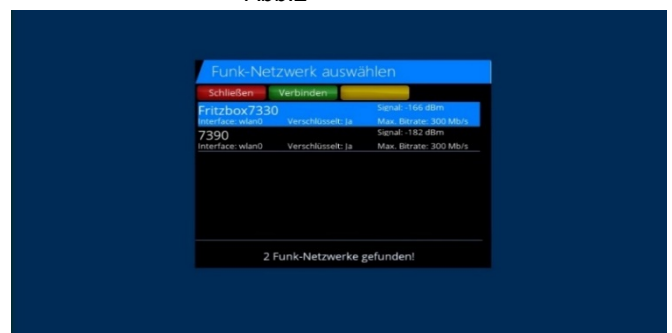 Funk-Netzwerk auswählen
Schließen Verbinden
Fritzbox7330 Signal: -166 dBm
Interface: wlan0 Verschlüsselt: Ja Max. Bitrate: 300 Mb/s
7390 Signal: -182 dBm
Interface: wlan0 Verschlüsselt: Ja Max. Bitrate: 300 Mb/s
2 Funk-Netzwerke gefunden!